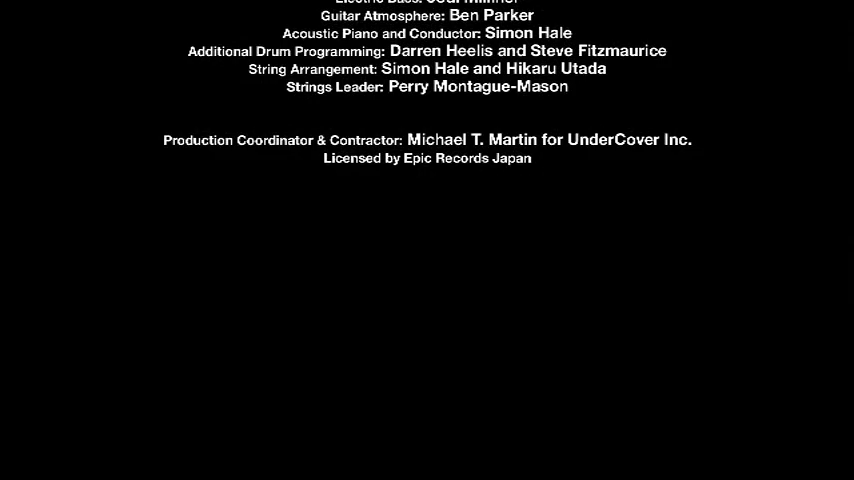 Guitar Atmosphere: Ben Parker
Acoustic Piano and Conductor: Simon Hale
Additional Drum Programming: Darren Heelis and Steve Fitzmaurice
String Arrangement: Simon Hale and Hikaru Utada
Strings Leader: Perry Montague-Mason
Production Coordinator & Contractor: Michael T. Martin for UnderCover Inc.
Licensed by Epic Records Japan